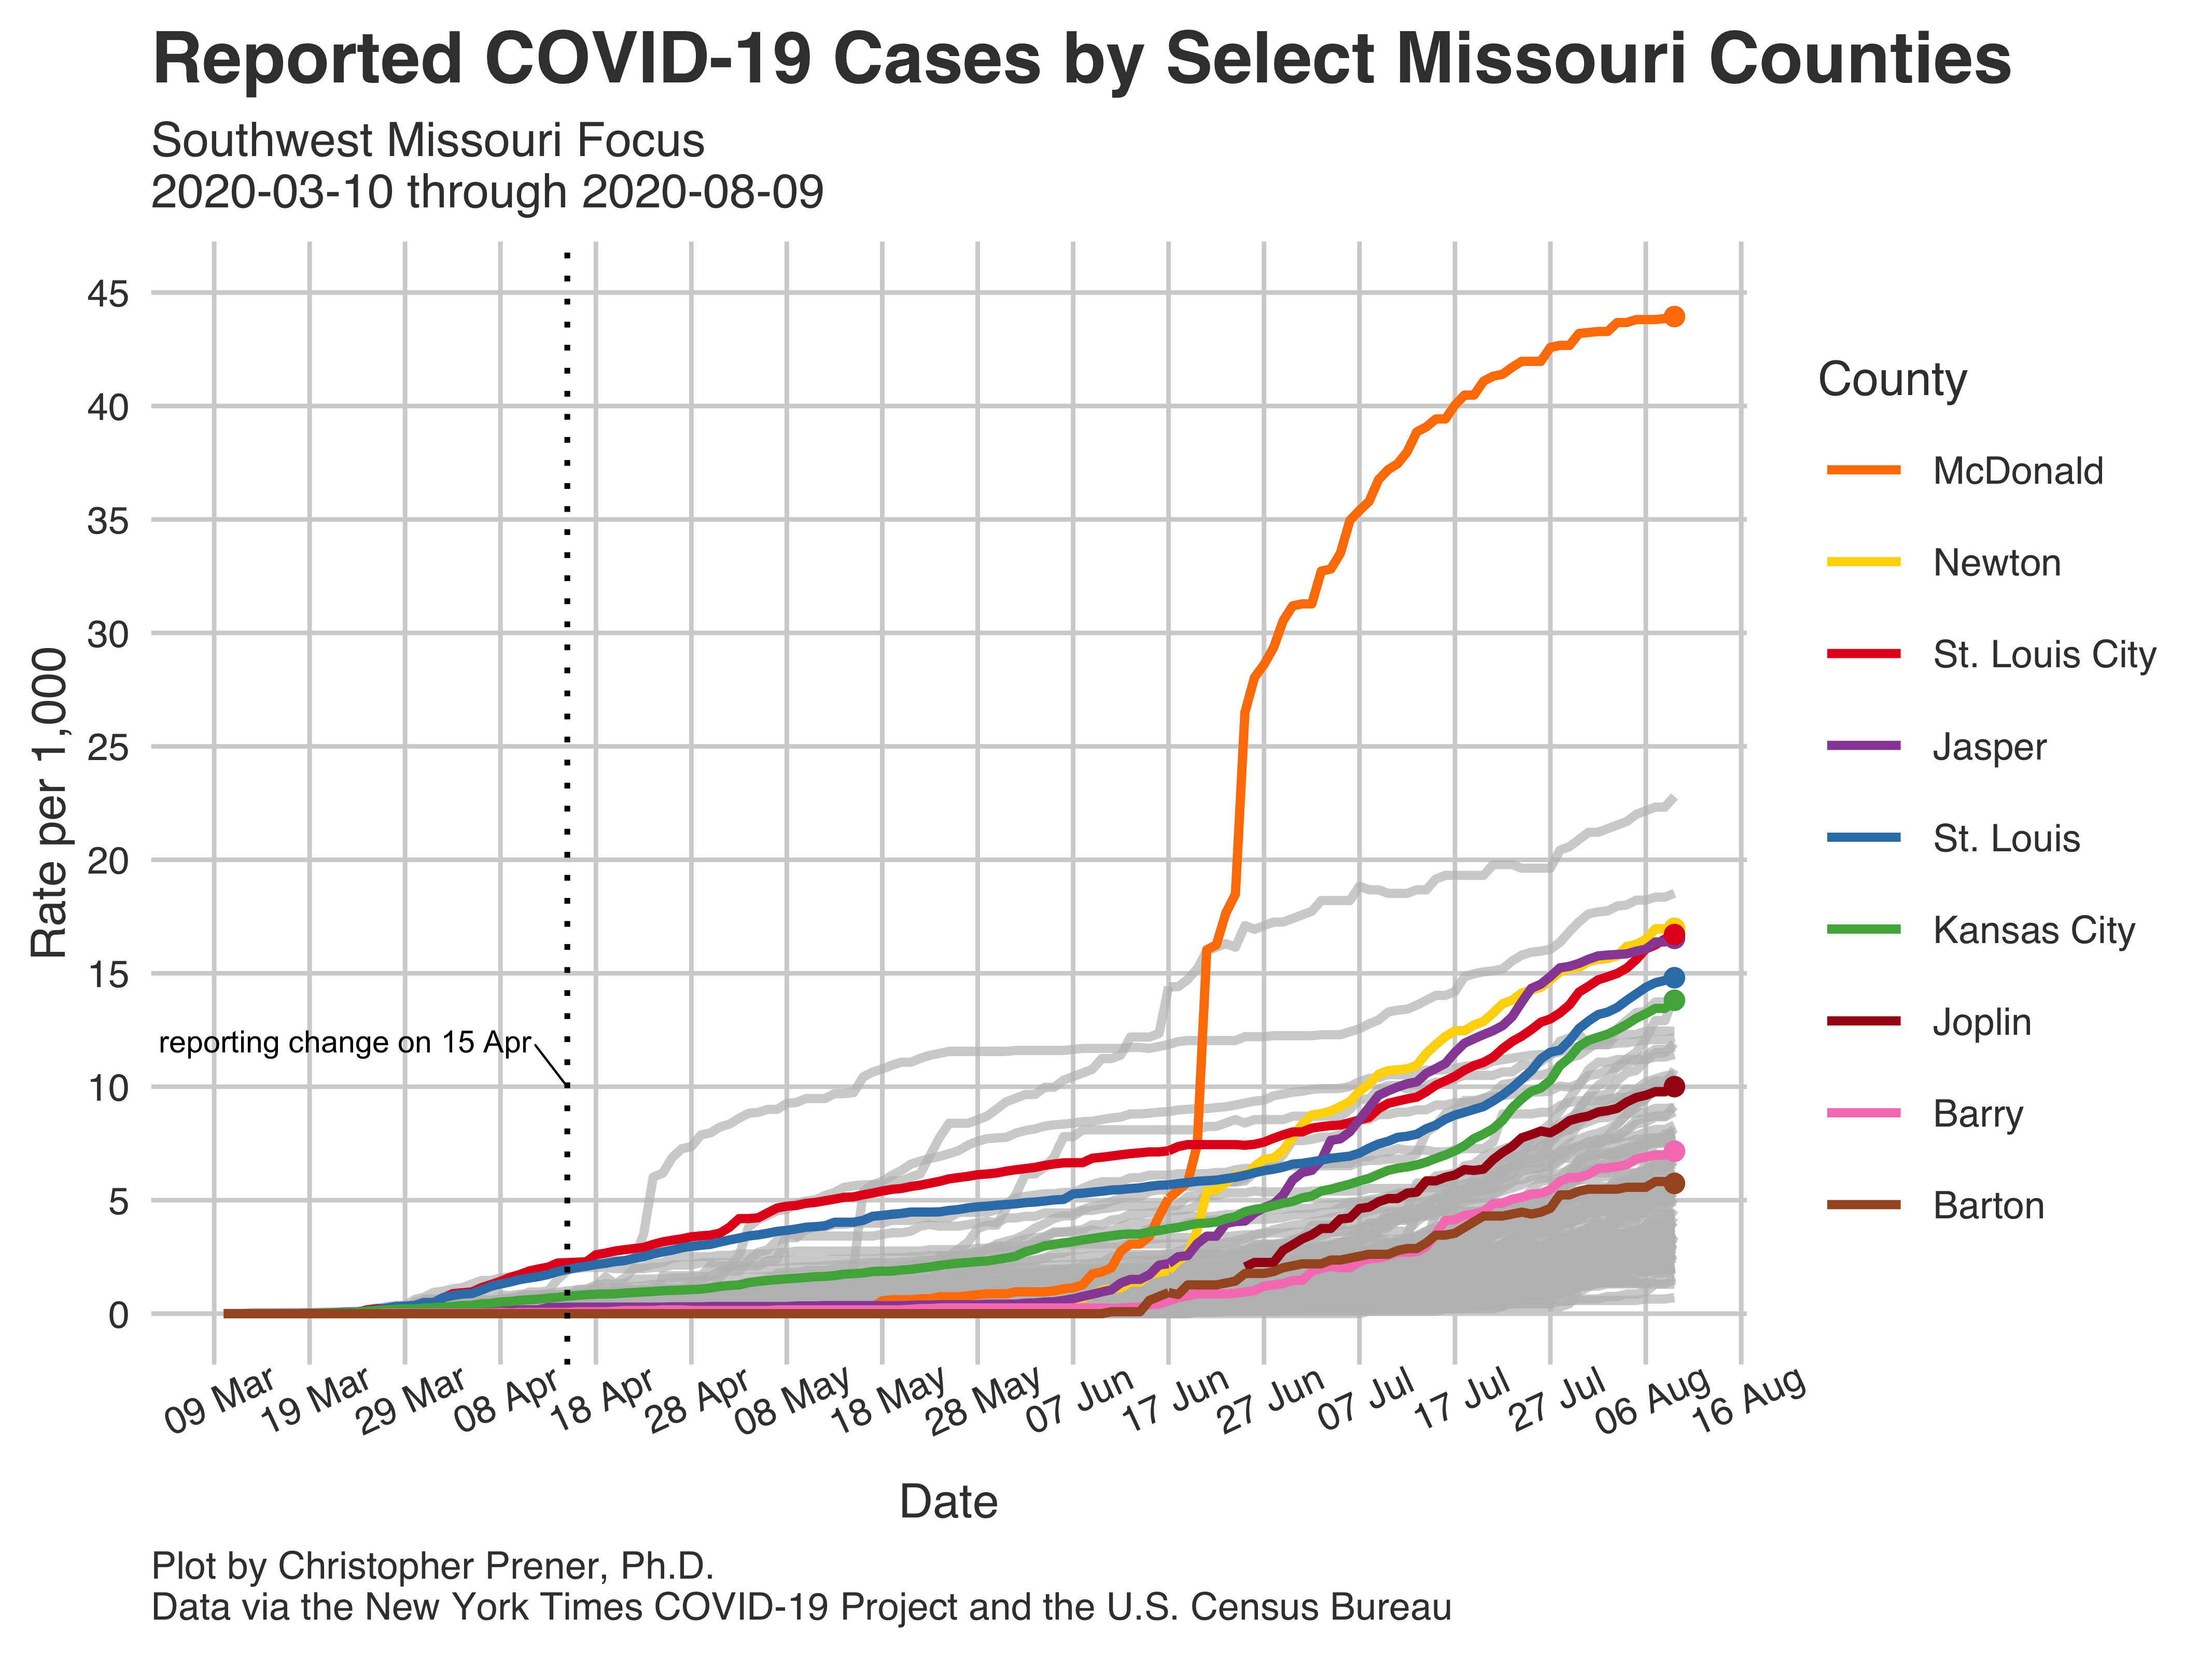 Reported COVID-19 Cases by Select Missouri Counties
Southwest Missouri Focus
2020-03-10 through 2020-08-09
Rate per 1,000
45
40
35
30
25
20
15
10
5
0
reporting change on 15 Apr
09 Mar
19 Mar
29 Mar
08 Apr
18 Apr
28 Apr
08 May
18 May
28 May
07 Jun
17 Jun
27 Jun
07 Jul
17 Jul
27 Jul
06 Aug
16 Aug
Date
County
McDonald
Newton
St. Louis City
Jasper
St. Louis
Kansas City
Joplin
Barry
Barton
Plot by Christopher Prener, Ph.D.
Data via the New York Times COVID-19 Project and the U.S. Census Bureau